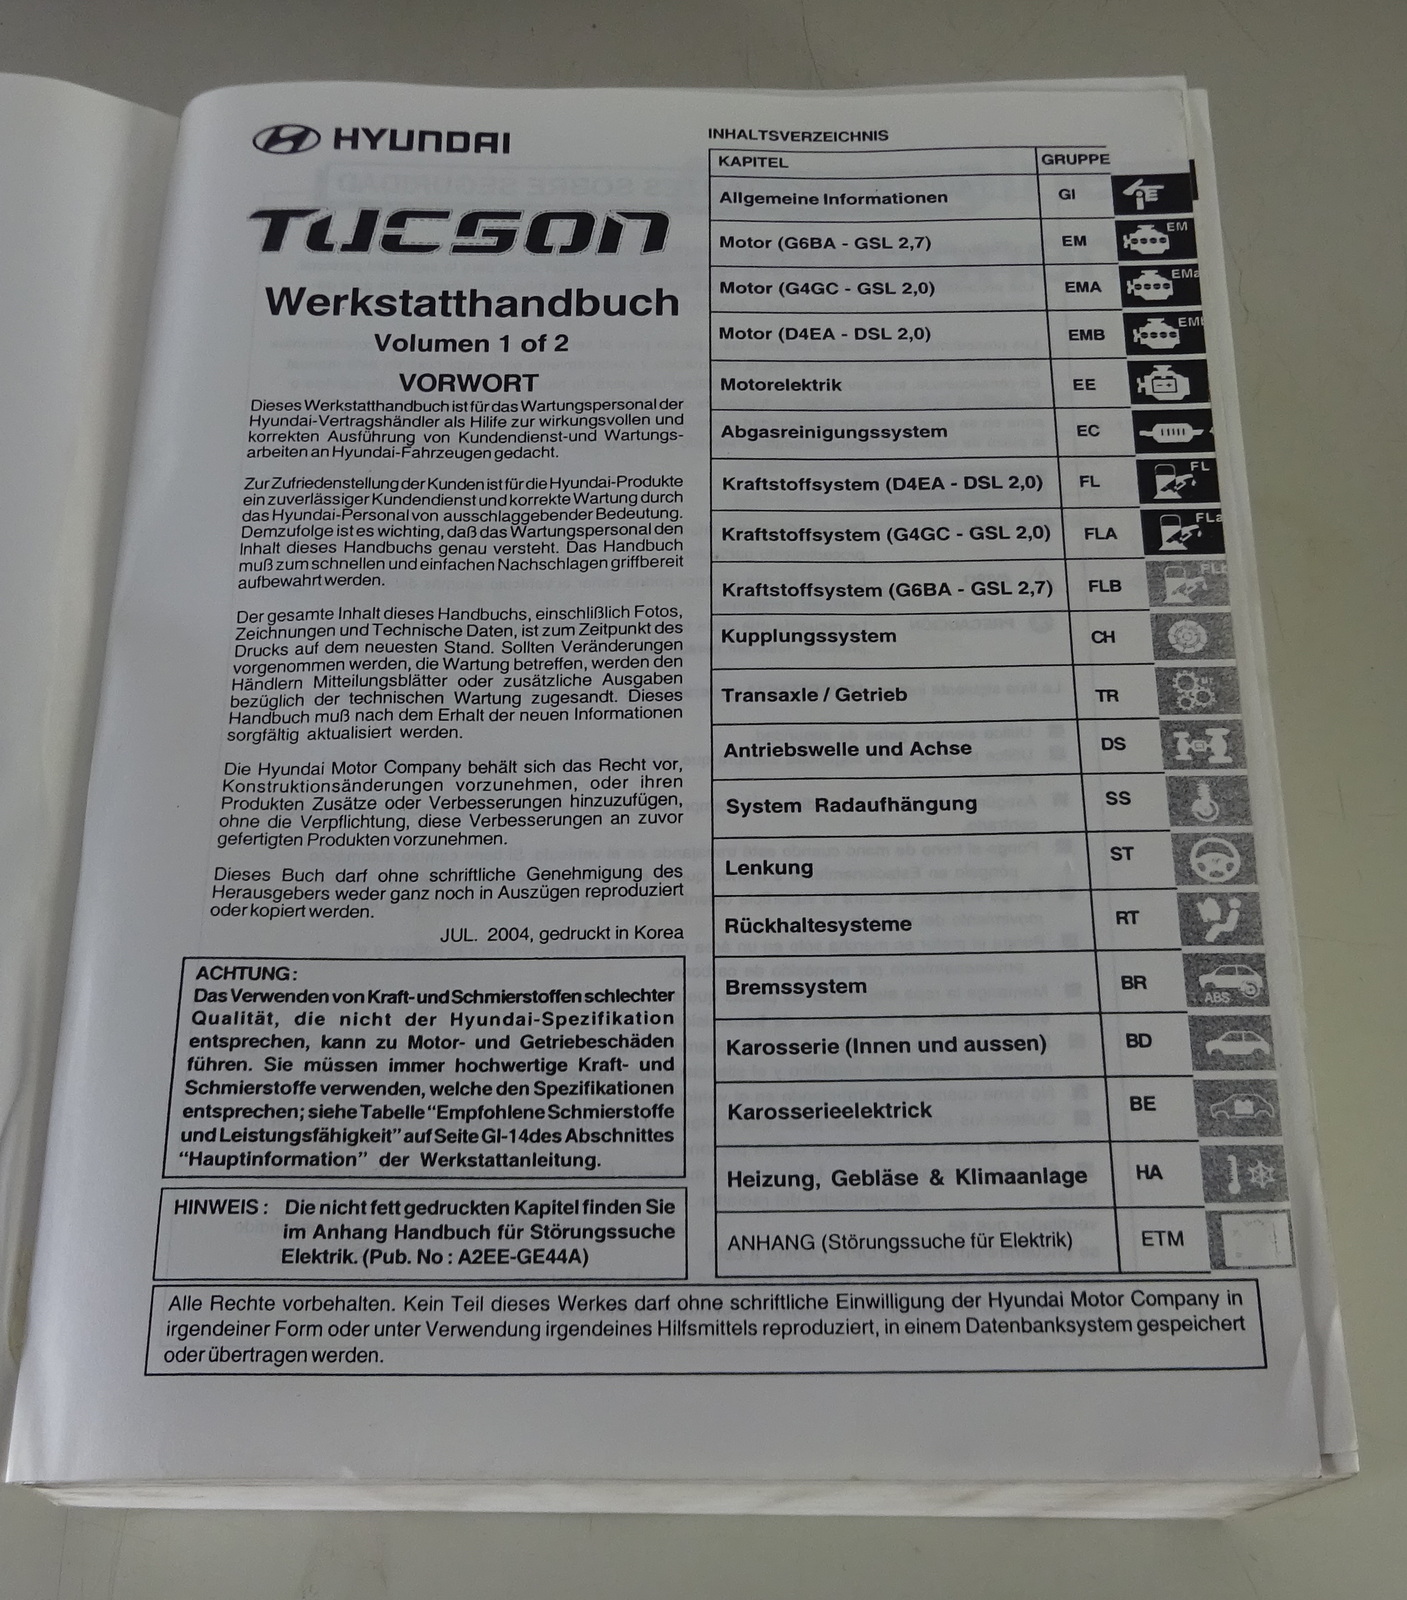 HYUNDAI
TUCSON
Werkstatthandbuch
Volumen 1 of 2
VORWORT
Dieses Werkstatthandbuch ist für das Wartungspersonal der
Hyundai-Vertragshändler als Hilife zur wirkungsvollen und
korrekten Ausführung von Kundendienst-und Wartungs-
arbeiten an Hyundai-Fahrzeugen gedacht.
Zur Zufriedenstellung der Kunden ist für die Hyundai-Produkte
ein zuverlässiger Kundendienst und korrekte Wartung durch
das Hyundai-Personal von ausschlaggebender Bedeutung.
Demzufolge ist es wichting, daß das Wartungspersonal den
Inhalt dieses Handbuchs genau versteht. Das Handbuch
muß zum schnellen und einfachen Nachschlagen griffbereit
aufbewahrt werden.
Der gesamte Inhalt dieses Handbuchs, einschlißlich Fotos,
Zeichnungen und Technische Daten, ist zum Zeitpunkt des
Drucks auf dem neuesten Stand. Sollten Veränderungen
vorgenommen werden, die Wartung betreffen, werden den
Händlern Mitteilungsblätter oder zusätzliche Ausgaben
bezüglich der technischen Wartung zugesandt. Dieses
Handbuch muß nach dem Erhalt der neuen Informationen
sorgfältig aktualisiert werden.
Die Hyundai Motor Company behält sich das Recht vor,
Konstruktionsänderungen vorzunehmen, oder ihren
Produkten Zusätze oder Verbesserungen hinzuzufügen,
ohne die Verpflichtung, diese Verbesserungen an zuvor
gefertigten Produkten vorzunehmen.
Dieses Buch darf ohne schriftliche Genehmigung des
Herausgebers weder ganz noch in Auszügen reproduziert
oder kopiert werden.
JUL. 2004, gedruckt in Korea
ACHTUNG:
Das Verwenden von Kraft- und Schmierstoffen schlechter
Qualität, die nicht der Hyundai-Spezifikation
entsprechen, kann zu Motor- und Getriebeschäden
führen. Sie müssen immer hochwertige Kraft- und
Schmierstoffe verwenden, welche den Spezifikationen
entsprechen; siehe Tabelle "Empfohlene Schmierstoffe
und Leistungsfähigkeit" auf Seite GI-14des Abschnittes
"Hauptinformation" der Werkstattanleitung.
HINWEIS : Die nicht fett gedruckten Kapitel finden Sie
im Anhang Handbuch für Störungssuche
Elektrik. (Pub. No : A2EE-GE44A)
INHALTSVERZEICHNIS
KAPITEL GRUPPE
Allgemeine Informationen GI
Motor (G6BA - GSL 2,7) EM EM
Motor (G4GC - GSL 2,0) EMA EMa
Motor (D4EA - DSL 2,0) EMB
Motorelektrik EE
Abgasreinigungssystem EC
Kraftstoffsystem (D4EA - DSL 2,0) FL FL
Kraftstoffsystem (G4GC - GSL 2,0) FLA FLa
Kraftstoffsystem (G6BA - GSL 2,7) FLB
Kupplungssystem CH
Transaxle / Getrieb TR
Antriebswelle und Achse DS
System Radaufhängung SS
Lenkung ST
Rückhaltesysteme RT
Bremssystem BR ABS
Karosserie (Innen und aussen) BD
Karosserieelektrick BE
Heizung, Gebläse & Klimaanlage HA
ANHANG (Störungssuche für Elektrik) ETM
Alle Rechte vorbehalten. Kein Teil dieses Werkes darf ohne schriftliche Einwilligung der Hyundai Motor Company in
irgendeiner Form oder unter Verwendung irgendeines Hilfsmittels reproduziert, in einem Datenbanksystem gespeichert
oder übertragen werden.